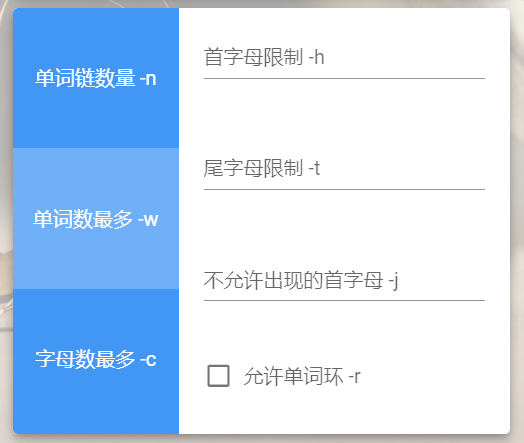 单词链数量 -n
单词数最多 -w
字母数最多 -c
首字母限制 -h
尾字母限制 -t
不允许出现的首字母 -j
允许单词环 -r